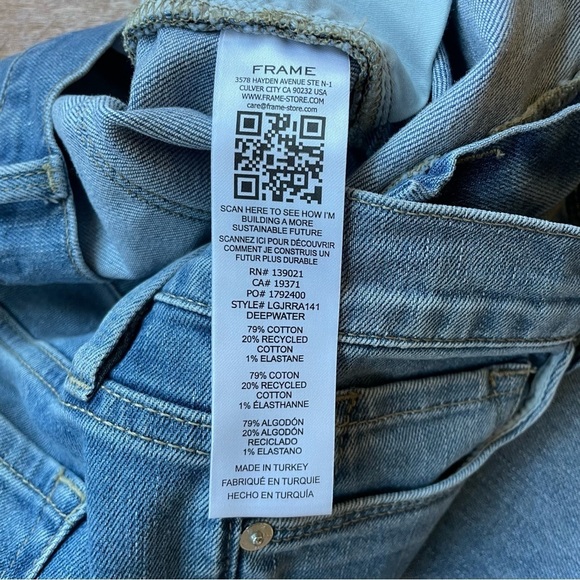 FRAME
3578 HAYDEN AVENUE STE N-1
CULVER CITY CA 90232 USA
WWW.FRAME-STORE.COM
care@frame-store.com
SCAN HERE TO SEE HOW I'M
BUILDING A MORE
SUSTAINABLE FUTURE
SCANNEZ ICI POUR DÉCOUVRIR
COMMENT JE CONSTRUIS UN
FUTUR PLUS DURABLE
RN# 139021
CA# 19371
PO# 1792400
STYLE# LGJRRA141
DEEPWATER
79% COTTON
20% RECYCLED
COTTON
1% ELASTANE
79% COTON
20% RECYCLED
COTTON
1% ÉLASTHANNE
79% ALGODÓN
20% ALGODÓN
RECICLADO
1% ELASTANO
MADE IN TURKEY
FABRIQUÉ EN TURQUIE
HECHO EN TURQUÍA